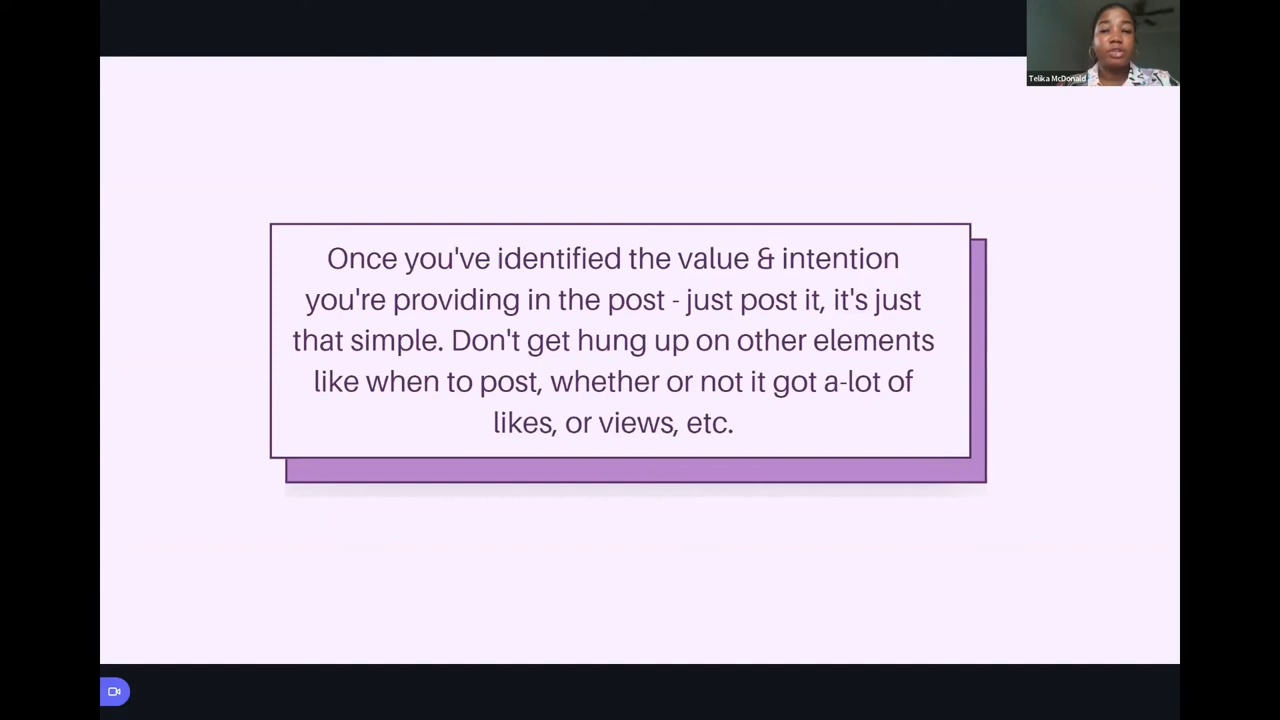 Telika McDonald
Once you've identified the value & intention
you're providing in the post - just post it, it's just
that simple. Don't get hung up on other elements
like when to post, whether or not it got a-lot of
likes, or views, etc.